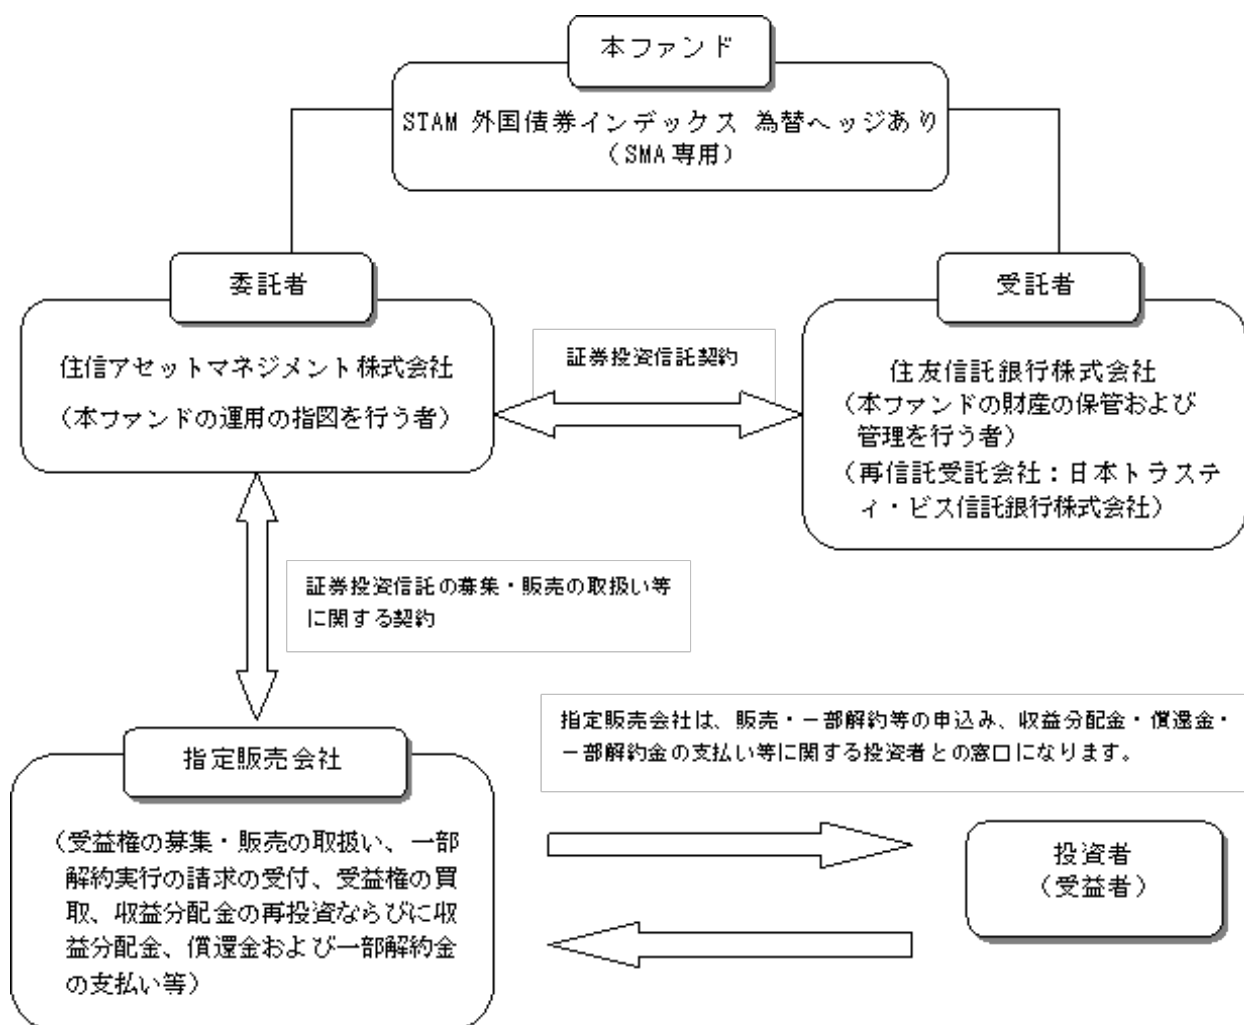 本ファンド
STAM 外国債券インデックス 為替ヘッジあり
（SMA専用）
委託者
住信アセットマネジメント株式会社
（本ファンドの運用の指図を行う者）
証券投資信託契約
受託者
住友信託銀行株式会社
（本ファンドの財産の保管および
管理を行う者）
（再信託受託会社：日本トラステ
ィ・ビス信託銀行株式会社）
証券投資信託の募集・販売の取扱い等
に関する契約
指定販売会社は、販売・一部解約等の申込み、収益分配金・償還金・
一部解約金の支払い等に関する投資者との窓口になります。
指定販売会社
（受益権の募集・販売の取扱い、一部
解約実行の請求の受付、受益権の買
取、収益分配金の再投資ならびに収
益分配金、償還金および一部解約金
の支払い等）
投資者
（受益者）